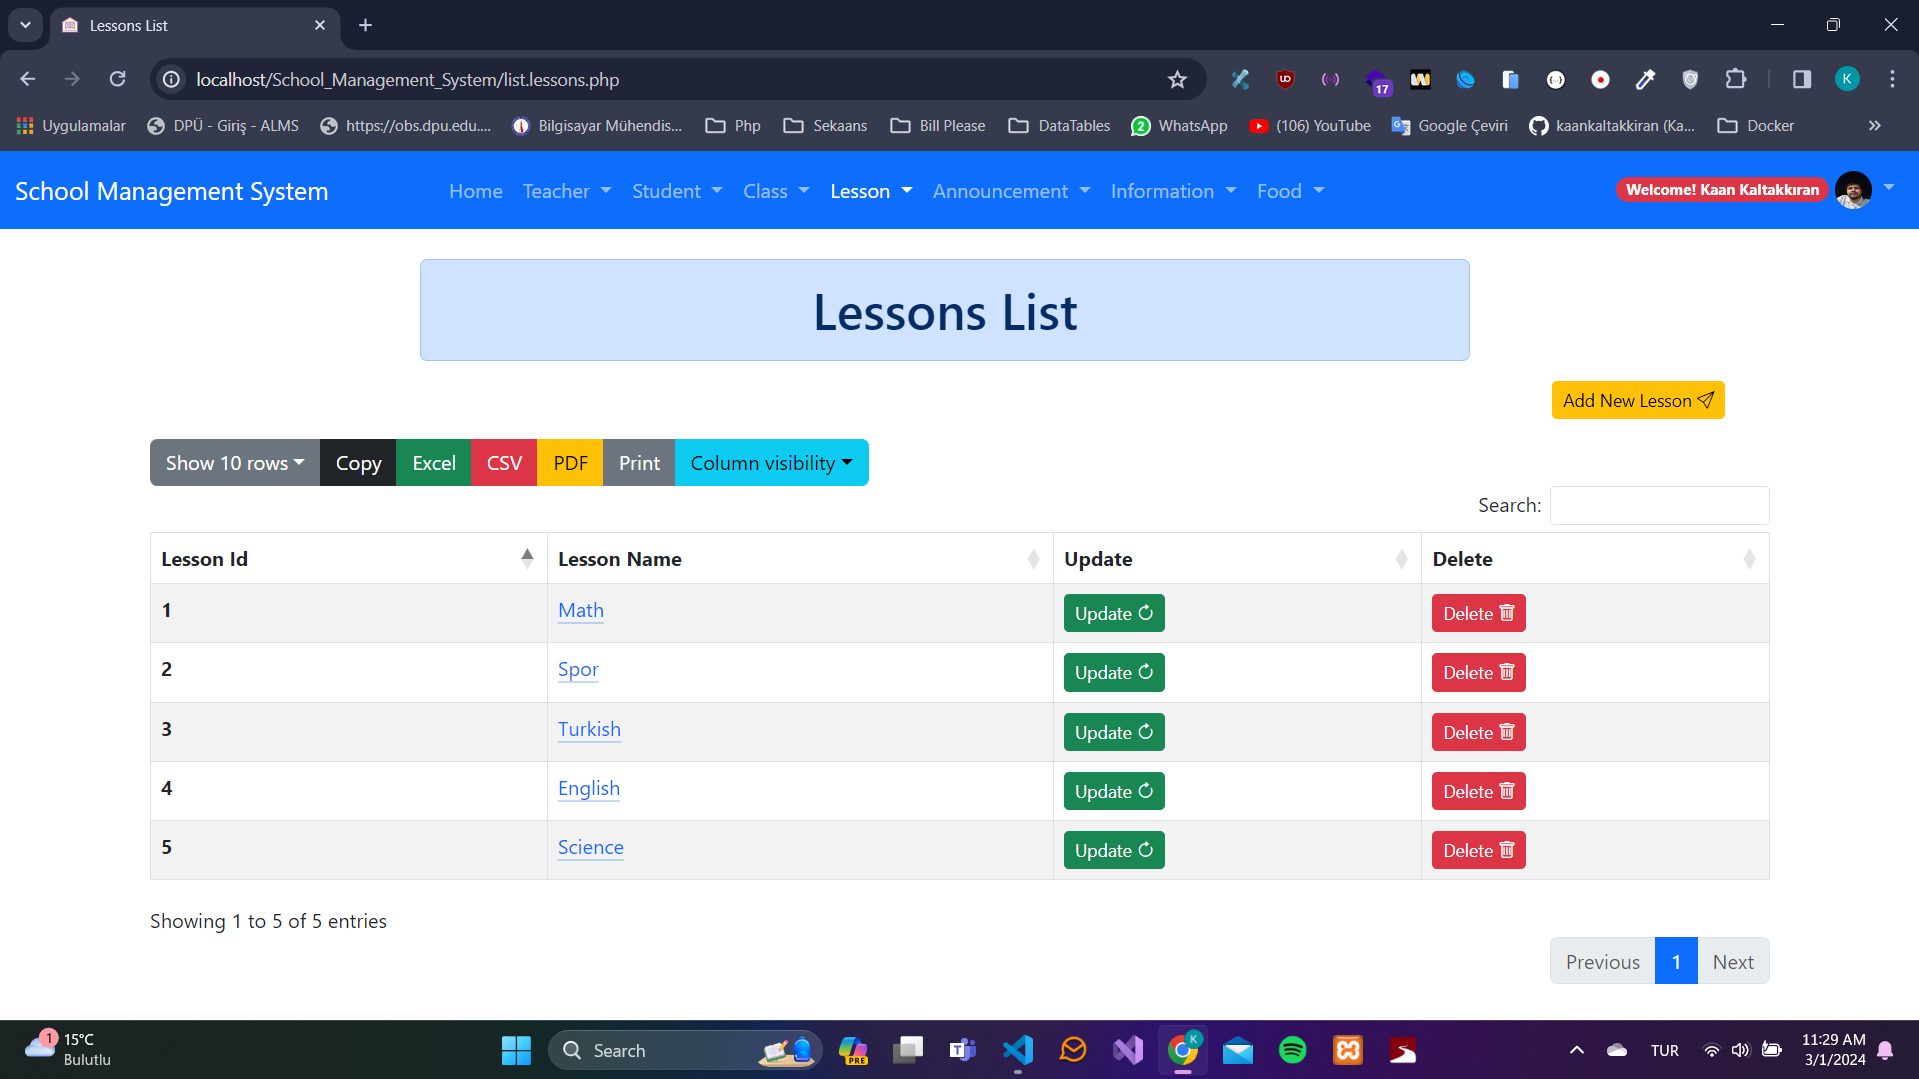 Lessons List
localhost/School_Management_System/list.lessons.php
17
K
Uygulamalar DPÜ - Giriş - ALMS https://obs.dpu.edu.... Bilgisayar Mühendis... Php Sekaans Bill Please DataTables WhatsApp (106) YouTube Google Çeviri kaankaltakkiran (Ka... Docker
School Management System Home Teacher Student Class Lesson Announcement Information Food Welcome! Kaan Kaltakkıran
Lessons List
Add New Lesson
Show 10 rows Copy Excel CSV PDF Print Column visibility
Search:
Lesson Id Lesson Name Update Delete
1 Math Update Delete
2 Spor Update Delete
3 Turkish Update Delete
4 English Update Delete
5 Science Update Delete
Showing 1 to 5 of 5 entries
Previous 1 Next
1 15°C
Bulutlu
Search
PRE
K
TUR
11:29 AM
3/1/2024